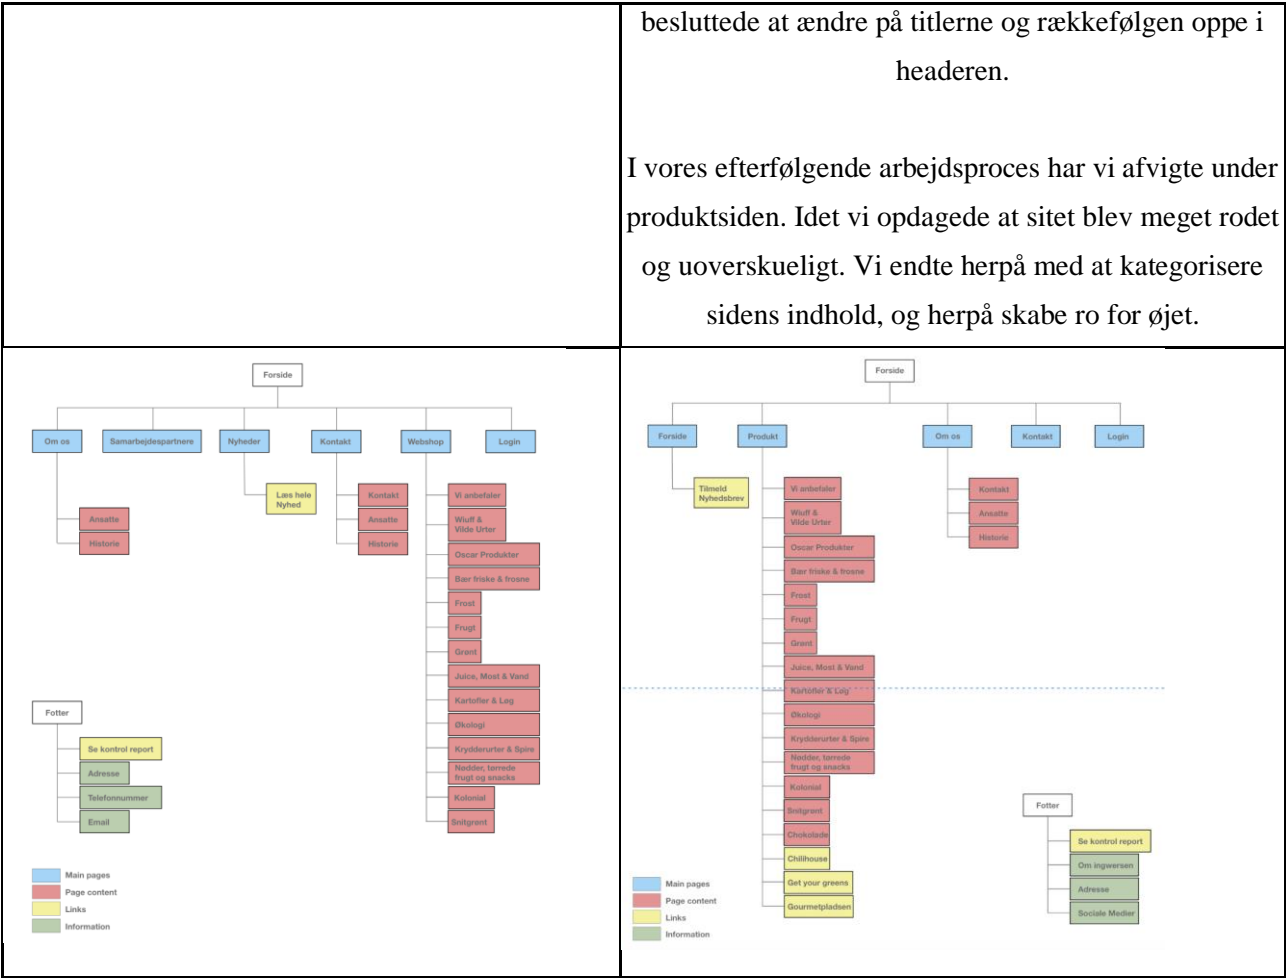 besluttede at ændre på titlerne og rækkefølgen oppe i
headeren.
I vores efterfølgende arbejdsproces har vi afvigte under
produktsiden. Idet vi opdagede at sitet blev meget rodet
og uoverskueligt. Vi endte herpå med at kategorisere
sidens indhold, og herpå skabe ro for øjet.
Forside
Om os
Samarbejdespartnere
Nyheder
Kontakt
Webshop
Login
Ansatte
Historie
Læs hele
Nyhed
Kontakt
Ansatte
Historie
Vi anbefaler
Wiuff &
Vilde Urter
Oscar Produkter
Bær friske & frosne
Frost
Frugt
Grønt
Juice, Most & Vand
Kartofler & Løg
Økologi
Krydderurter & Spire
Nødder, tørrede
frugt og snacks
Kolonial
Snitgrønt
Fotter
Se kontrol report
Adresse
Telefonnummer
Email
Main pages
Page content
Links
Information
Forside
Forside
Produkt
Om os
Kontakt
Login
Tilmeld
Nyhedsbrev
Vi anbefaler
Wiuff &
Vilde Urter
Oscar Produkter
Bær friske & frosne
Frost
Frugt
Grønt
Juice, Most & Vand
Kartofler & Løg
Økologi
Krydderurter & Spire
Nødder, tørrede
frugt og snacks
Kolonial
Snitgrønt
Chokolade
Chilihouse
Get your greens
Gourmetpladsen
Kontakt
Ansatte
Historie
Fotter
Se kontrol report
Om ingwersen
Adresse
Sociale Medier
Main pages
Page content
Links
Information